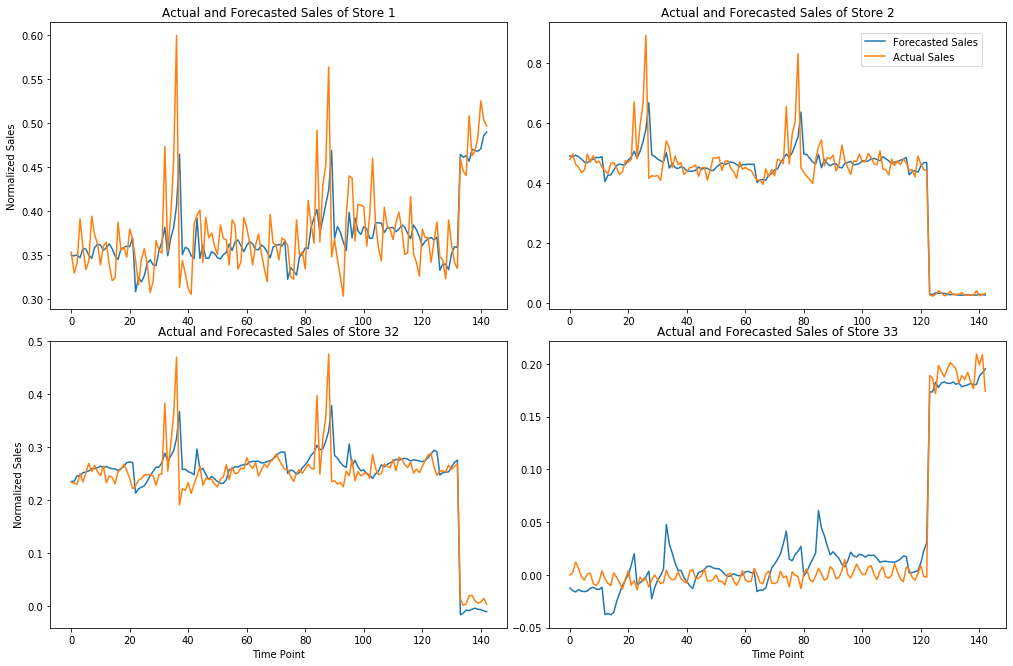 Actual and Forecasted Sales of Store 1
Normalized Sales
0.60
0.55
0.50
0.45
0.40
0.35
0.30
0 20 40 60 80 100 120 140
Actual and Forecasted Sales of Store 2
Forecasted Sales
Actual Sales
0.8
0.6
0.4
0.2
0.0
0 20 40 60 80 100 120 140
Actual and Forecasted Sales of Store 32
Normalized Sales
0.5
0.4
0.3
0.2
0.1
0.0
0 20 40 60 80 100 120 140
Time Point
Actual and Forecasted Sales of Store 33
0.20
0.15
0.10
0.05
0.00
−0.05
0 20 40 60 80 100 120 140
Time Point